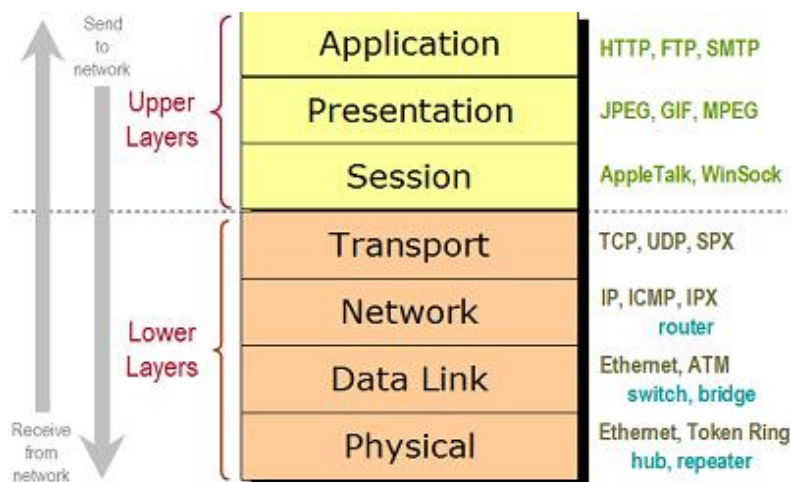 Send
to
network
Upper
Layers
Application
HTTP, FTP, SMTP
Presentation
JPEG, GIF, MPEG
Session
AppleTalk, WinSock
Lower
Layers
Transport
TCP, UDP, SPX
Network
IP, ICMP, IPX
router
Data Link
Ethernet, ATM
switch, bridge
Physical
Ethernet, Token Ring
hub, repeater
Receive
from
network